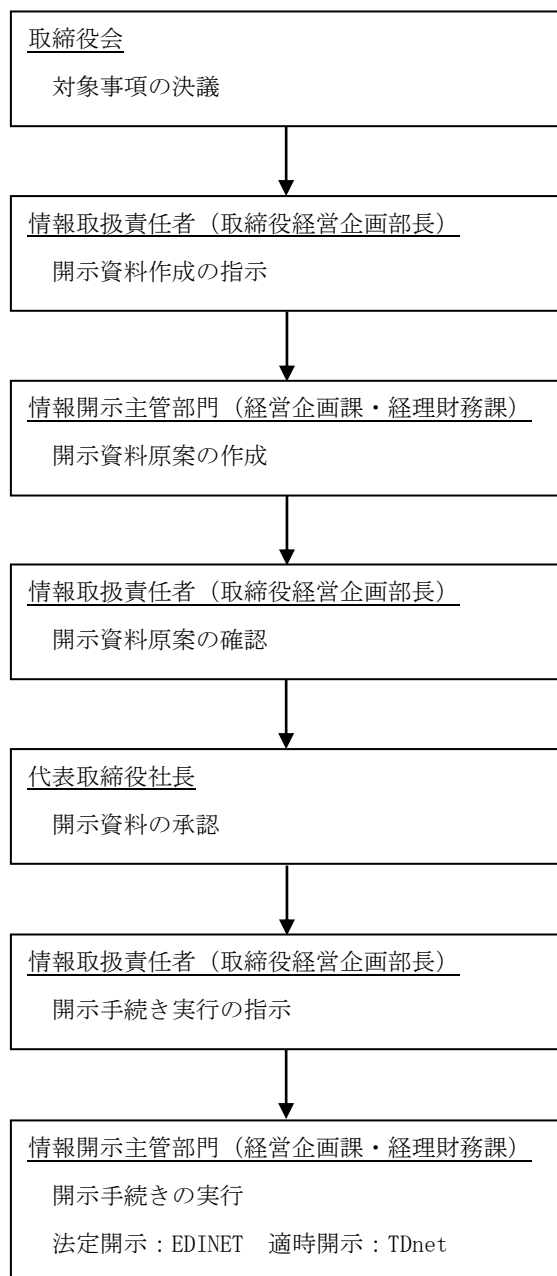 取締役会
対象事項の決議
情報取扱責任者（取締役経営企画部長）
開示資料作成の指示
情報開示主管部門（経営企画課・経理財務課）
開示資料原案の作成
情報取扱責任者（取締役経営企画部長）
開示資料原案の確認
代表取締役社長
開示資料の承認
情報取扱責任者（取締役経営企画部長）
開示手続き実行の指示
情報開示主管部門（経営企画課・経理財務課）
開示手続きの実行
法定開示：EDINET　適時開示：TDnet